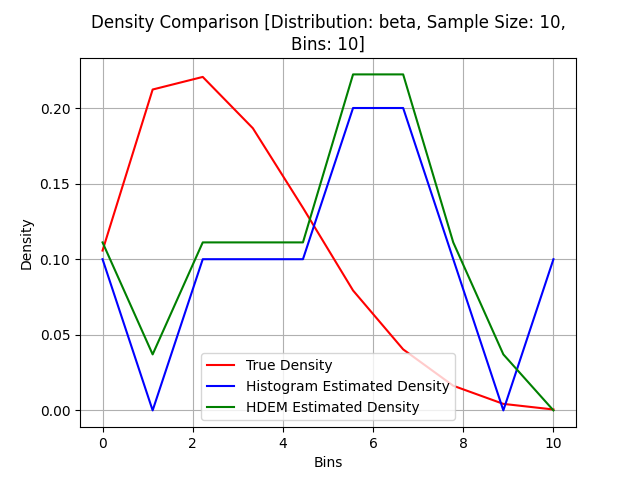 Density Comparison [Distribution: beta, Sample Size: 10,
Bins: 10]
Density
0.20
0.15
0.10
0.05
0.00
True Density
Histogram Estimated Density
HDEM Estimated Density
0 2 4 6 8 10
Bins